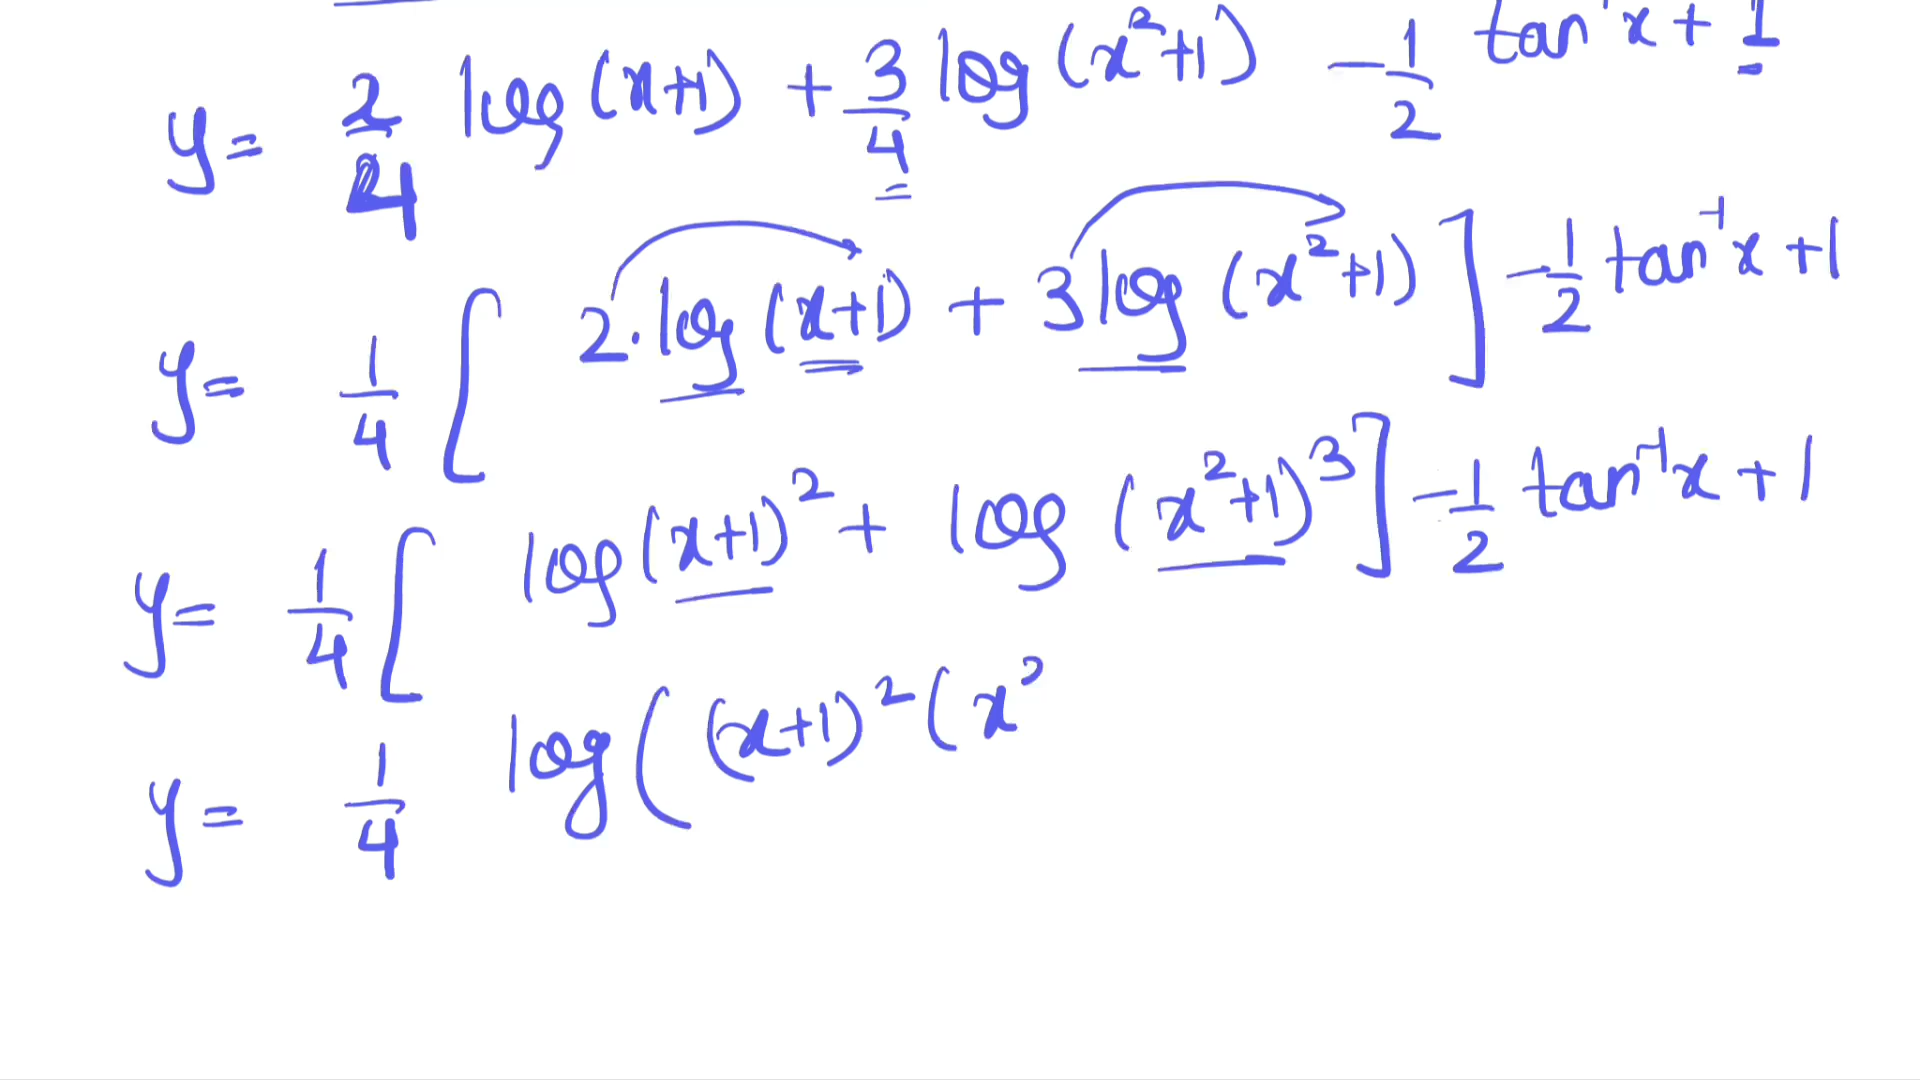 y = 2/4 log(x+1) + 3/4 log(x²+1) - 1/2 tan⁻¹x + 1
y = 1/4 [2·log(x+1) + 3log(x²+1)] - 1/2 tan⁻¹x + 1
y = 1/4 [log(x+1)² + log(x²+1)³] - 1/2 tan⁻¹x + 1
y = 1/4 log((x+1)²(x²